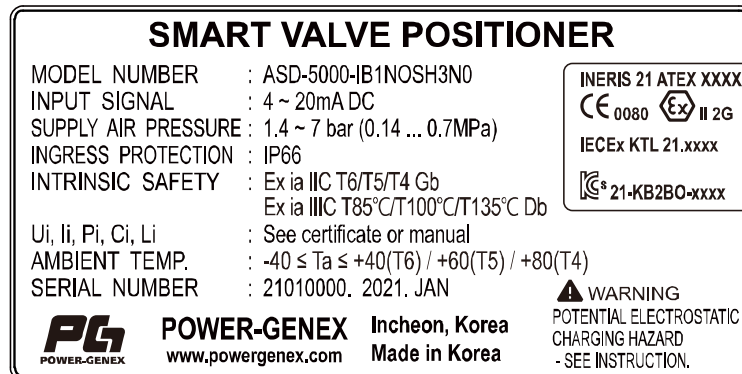 SMART VALVE POSITIONER
MODEL NUMBER : ASD-5000-IB1NOSH3N0
INPUT SIGNAL : 4 ~ 20mA DC
SUPPLY AIR PRESSURE : 1.4 ~ 7 bar (0.14 ... 0.7MPa)
INGRESS PROTECTION : IP66
INTRINSIC SAFETY : Ex ia IIC T6/T5/T4 Gb
Ex ia IIIC T85℃/T100℃/T135℃ Db
Ui, Ii, Pi, Ci, Li : See certificate or manual
AMBIENT TEMP. : -40 ≤ Ta ≤ +40(T6) / +60(T5) / +80(T4)
SERIAL NUMBER : 21010000. 2021. JAN
INERIS 21 ATEX XXXX
CE 0080 Ex II 2G
IECEx KTL 21.xxxx
KCs 21-KB2BO-xxxx
PG
POWER-GENEX
POWER-GENEX
www.powergenex.com
Incheon, Korea
Made in Korea
WARNING
POTENTIAL ELECTROSTATIC
CHARGING HAZARD
- SEE INSTRUCTION.